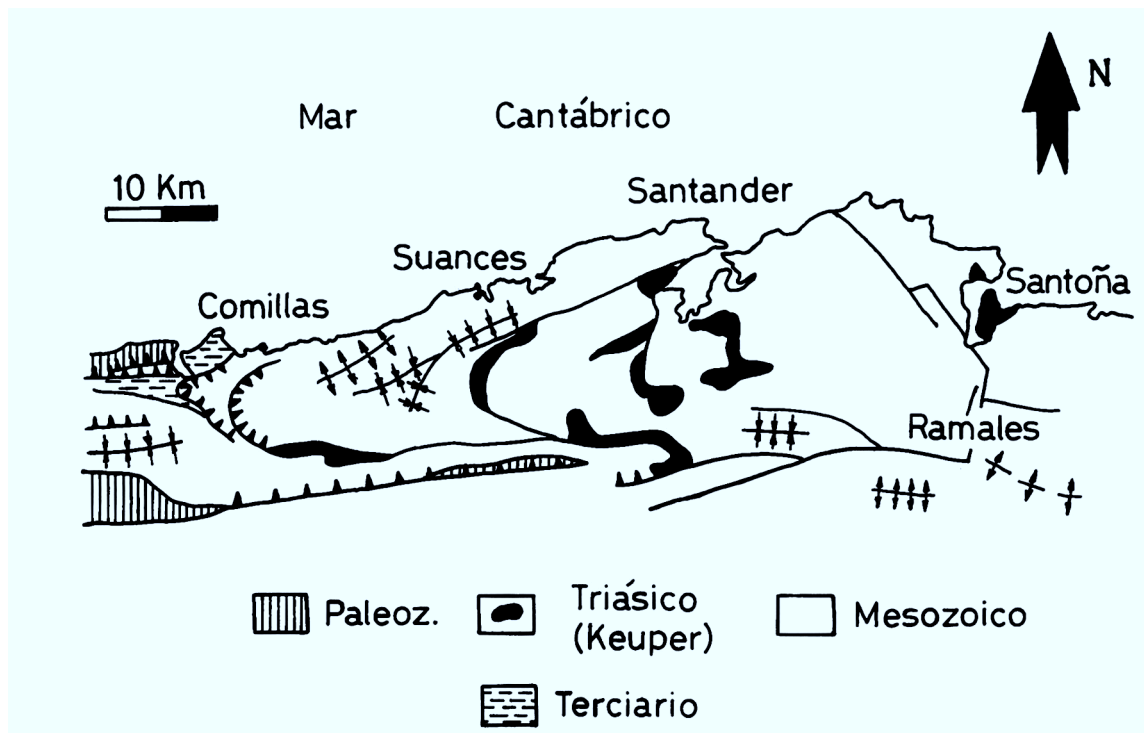 Mar Cantábrico
N
10 Km
Santander
Suances
Santoña
Comillas
Ramales
Paleoz.
Triásico
(Keuper)
Mesozoico
Terciario